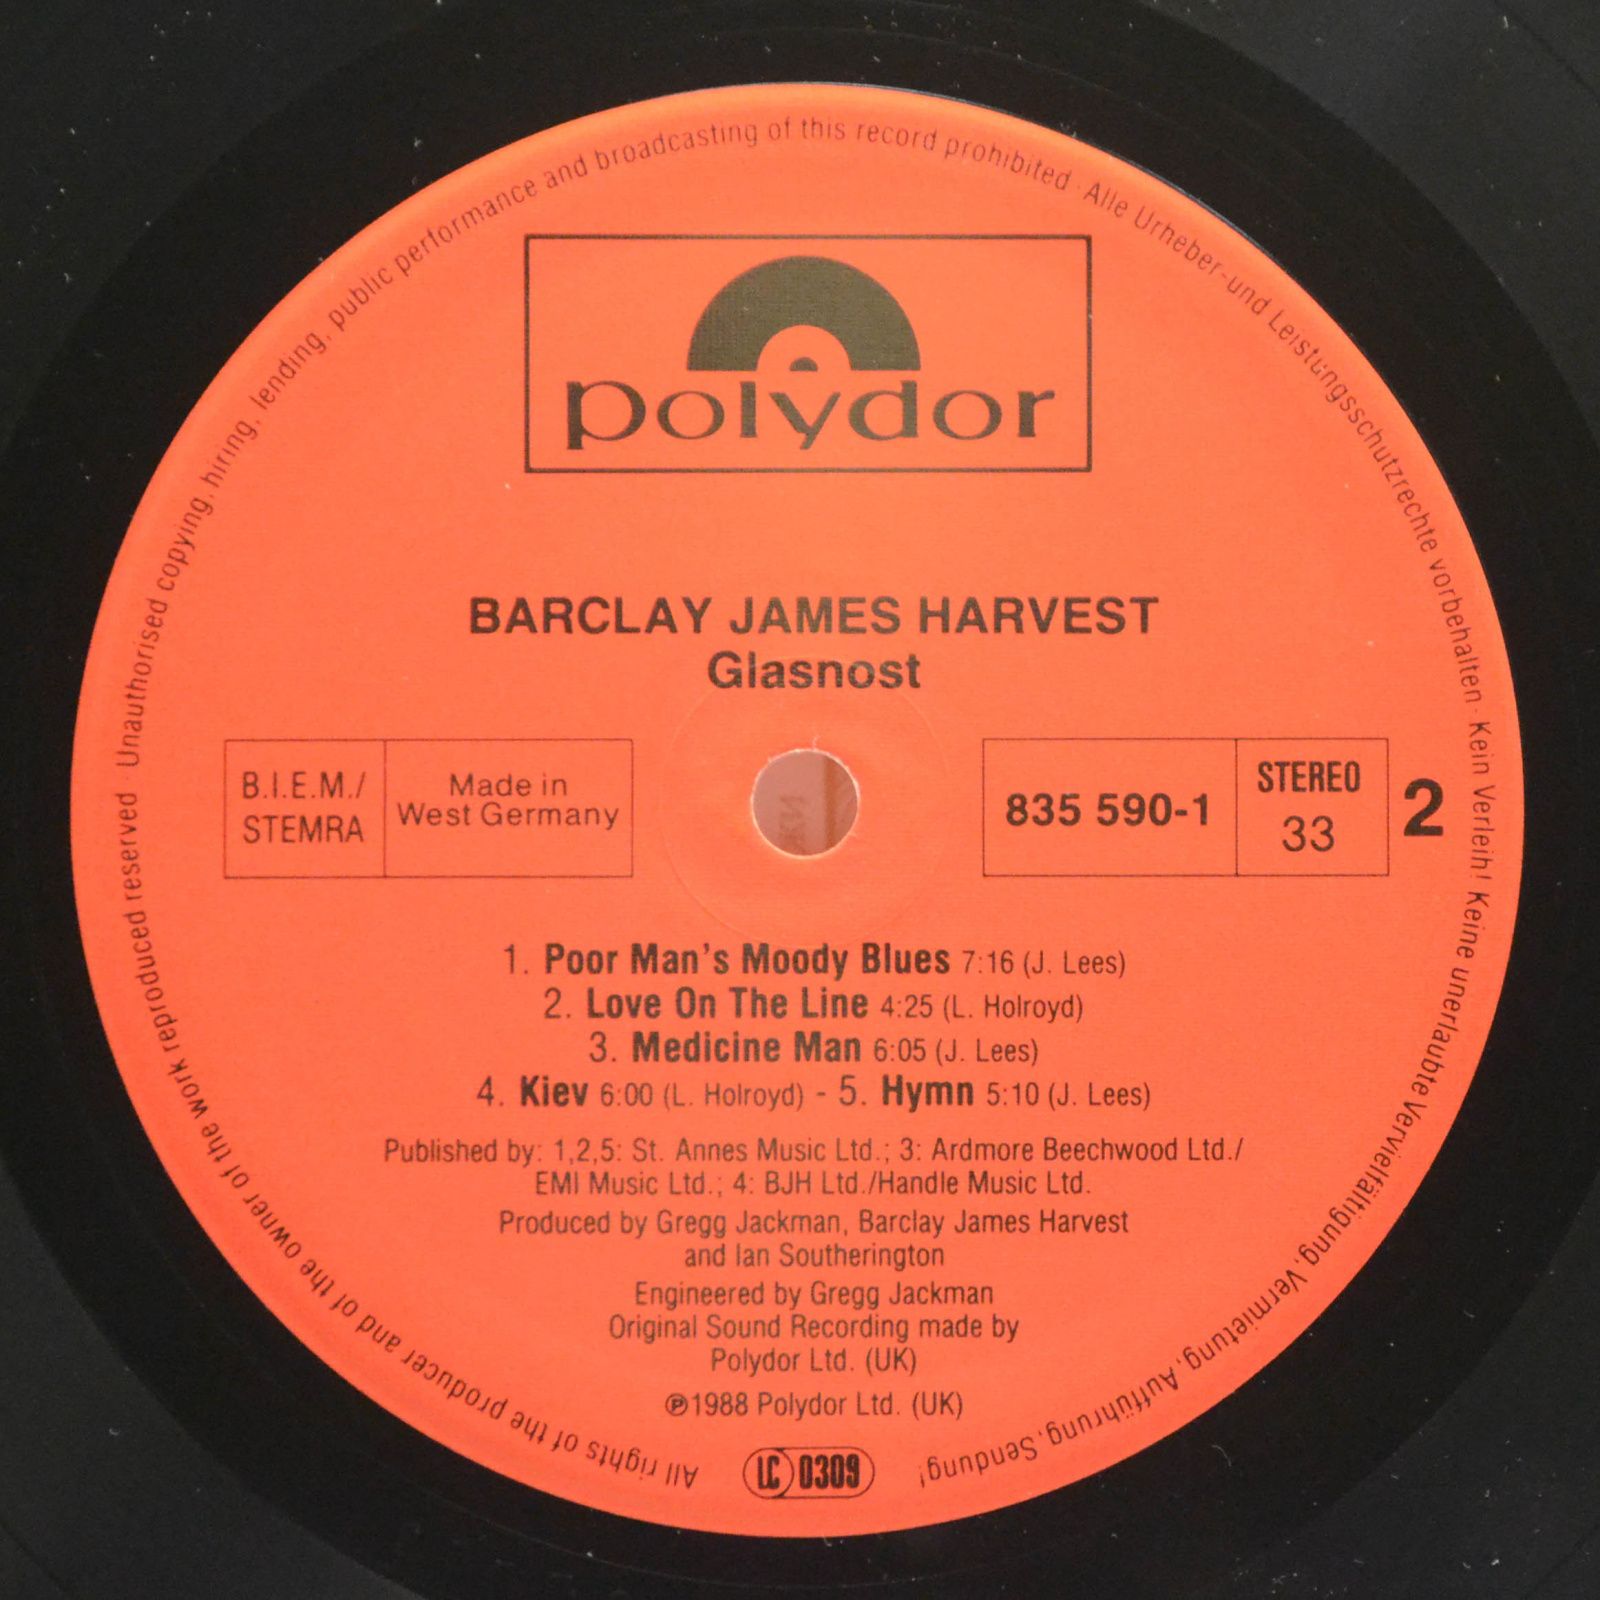 All rights of the producer and of the owner of the work reproduced reserved · Unauthorised copying, hiring, lending, public performance and broadcasting of this record prohibited · Alle Urheber-und Leistungsschutzrechte vorbehalten · Kein Verleih! Keine unerlaubte Vervielfältigung, Vermietung, Aufführung, Sendung!
polydor
BARCLAY JAMES HARVEST
Glasnost
B.I.E.M./
STEMRA
Made in
West Germany
835 590-1
STEREO
33
2
1. Poor Man's Moody Blues 7:16 (J. Lees)
2. Love On The Line 4:25 (L. Holroyd)
3. Medicine Man 6:05 (J. Lees)
4. Kiev 6:00 (L. Holroyd) - 5. Hymn 5:10 (J. Lees)
Published by: 1,2,5: St. Annes Music Ltd.; 3: Ardmore Beechwood Ltd./
EMI Music Ltd.; 4: BJH Ltd./Handle Music Ltd.
Produced by Gregg Jackman, Barclay James Harvest
and Ian Southerington
Engineered by Gregg Jackman
Original Sound Recording made by
Polydor Ltd. (UK)
℗1988 Polydor Ltd. (UK)
LC 0309